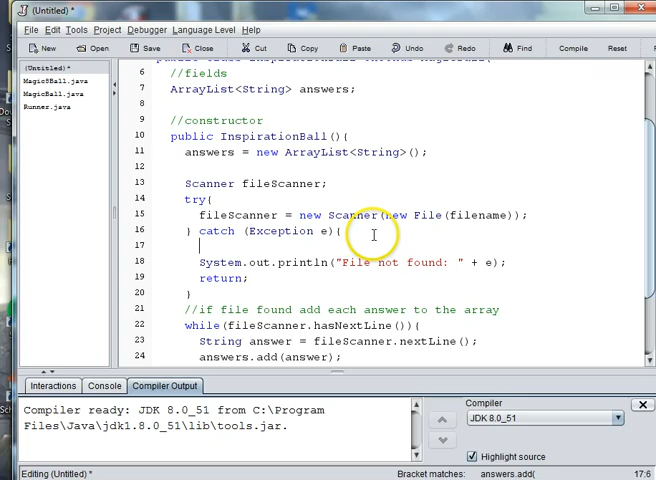 (Untitled) *
File Edit Tools Project Debugger Language Level Help
New Open Save Close Cut Copy Paste Undo Redo Find Compile Reset
(Untitled) *
Magic8Ball.java
MagicBall.java
Runner.java
6 //fields
7 ArrayList<String> answers;
8
9 //constructor
10 public InspirationBall(){
11 answers = new ArrayList<String>();
12
13 Scanner fileScanner;
14 try{
15 fileScanner = new Scanner(new File(filename));
16 } catch (Exception e){
17
18 System.out.println("File not found: " + e);
19 return;
20 }
21 //if file found add each answer to the array
22 while(fileScanner.hasNextLine()){
23 String answer = fileScanner.nextLine();
24 answers.add(answer);
Interactions Console Compiler Output
Compiler ready: JDK 8.0_51 from C:\Program
Files\Java\jdk1.8.0_51\lib\tools.jar.
Compiler
JDK 8.0_51
Highlight source
Editing (Untitled) * Bracket matches: answers.add( 17:6